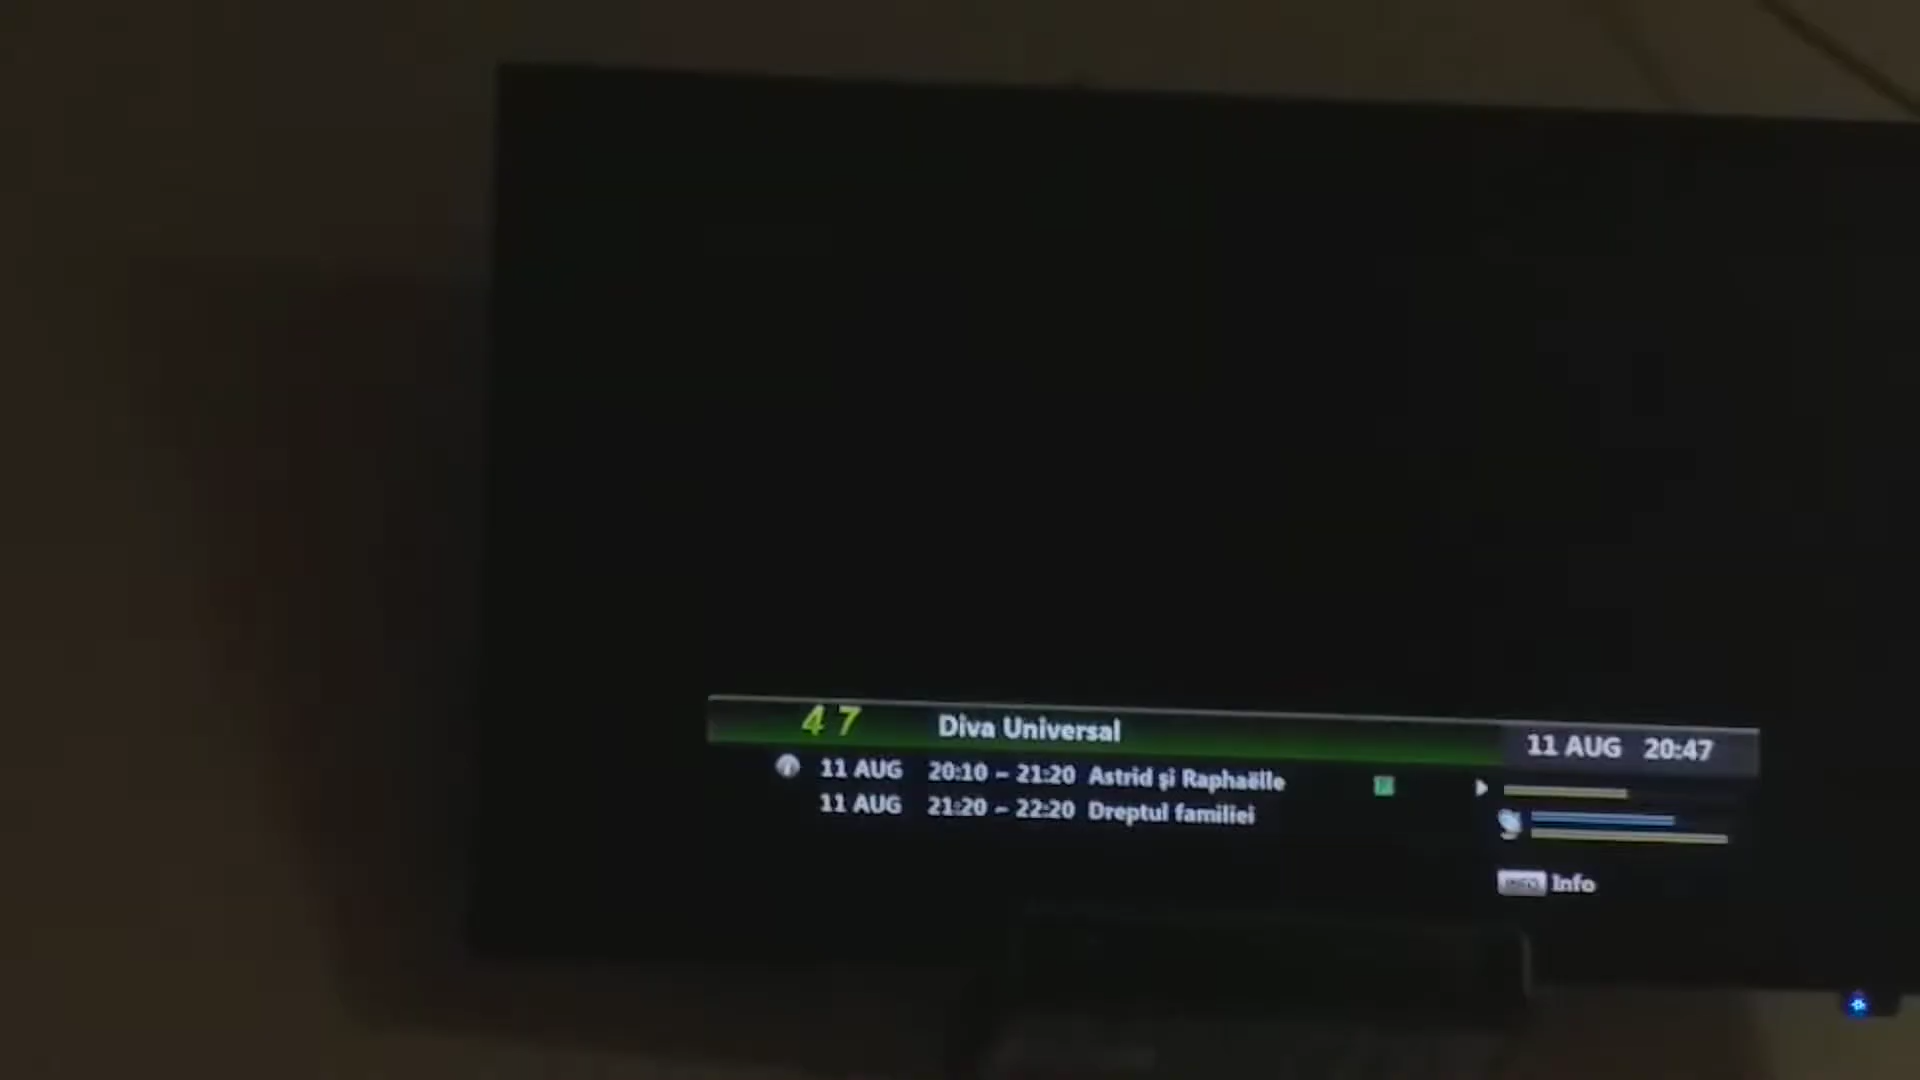 47 Diva Universal 11 AUG 20:47
11 AUG 20:10 - 21:20 Astrid și Raphaëlle
11 AUG 21:20 - 22:20 Dreptul familiei
Info